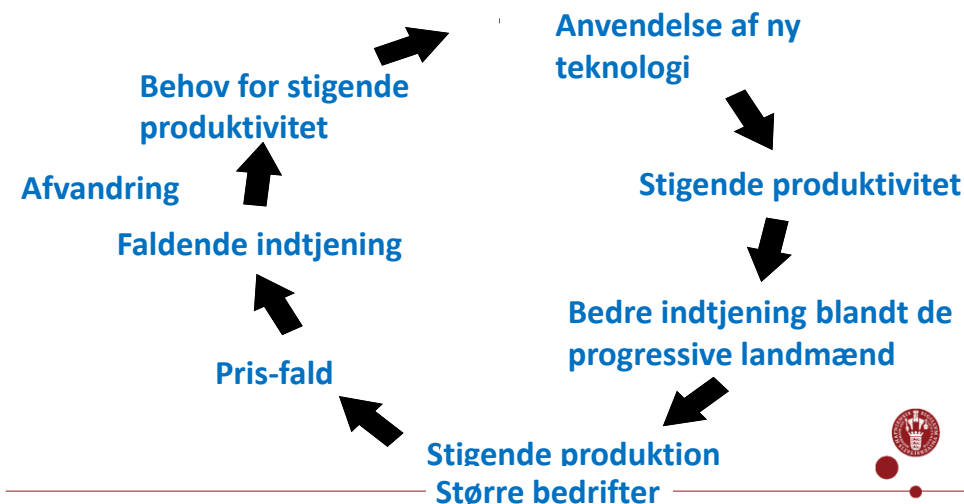 Anvendelse af ny
teknologi
Behov for stigende
produktivitet
Afvandring
Stigende produktivitet
Faldende indtjening
Bedre indtjening blandt de
progressive landmænd
Pris-fald
Stigende produktion
Større bedrifter